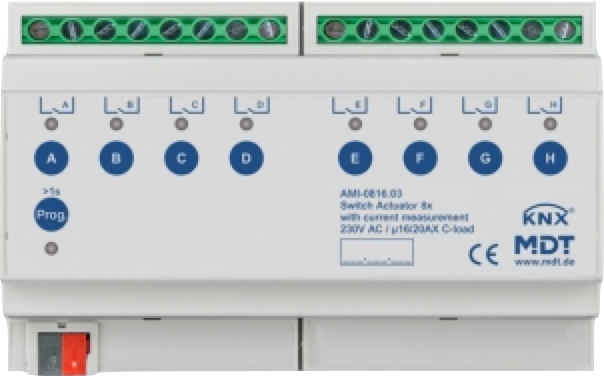 A B C D E F G H
A B C D E F G H
>1s
Prog.
AMI-0816.03
Switch Actuator 8x
with current measurement
230V AC / µ16/20AX C-load
KNX®
CE MDT
www.mdt.de